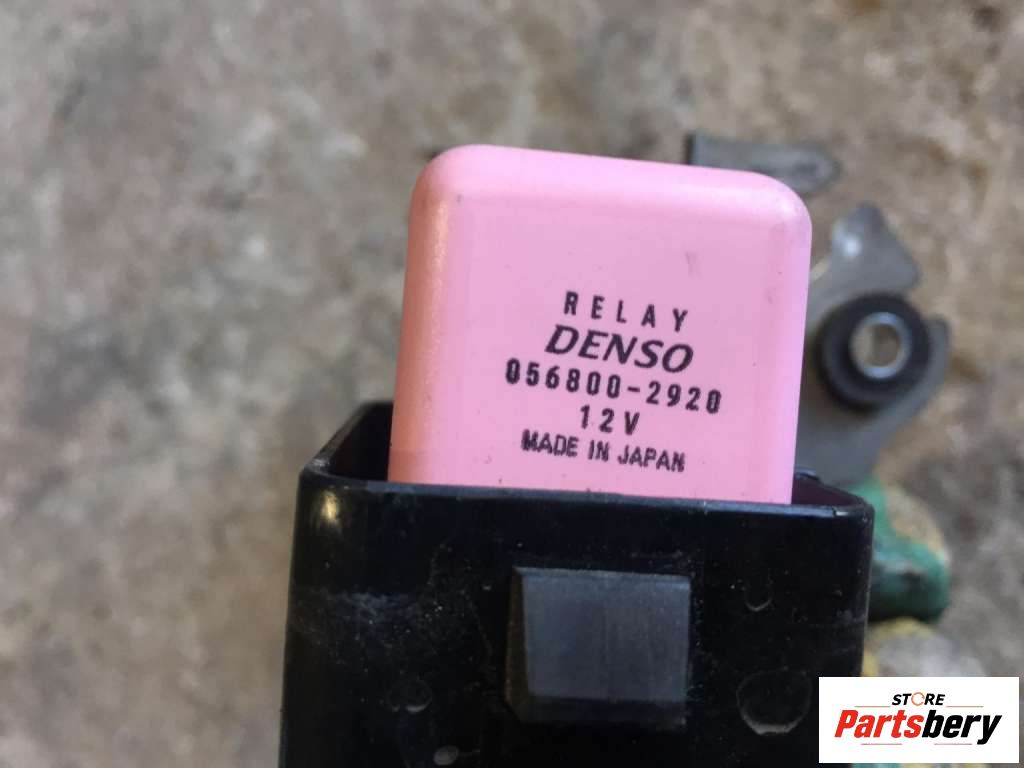 RELAY
DENSO
056800-2920
12V
MADE IN JAPAN
STORE
Partsbery